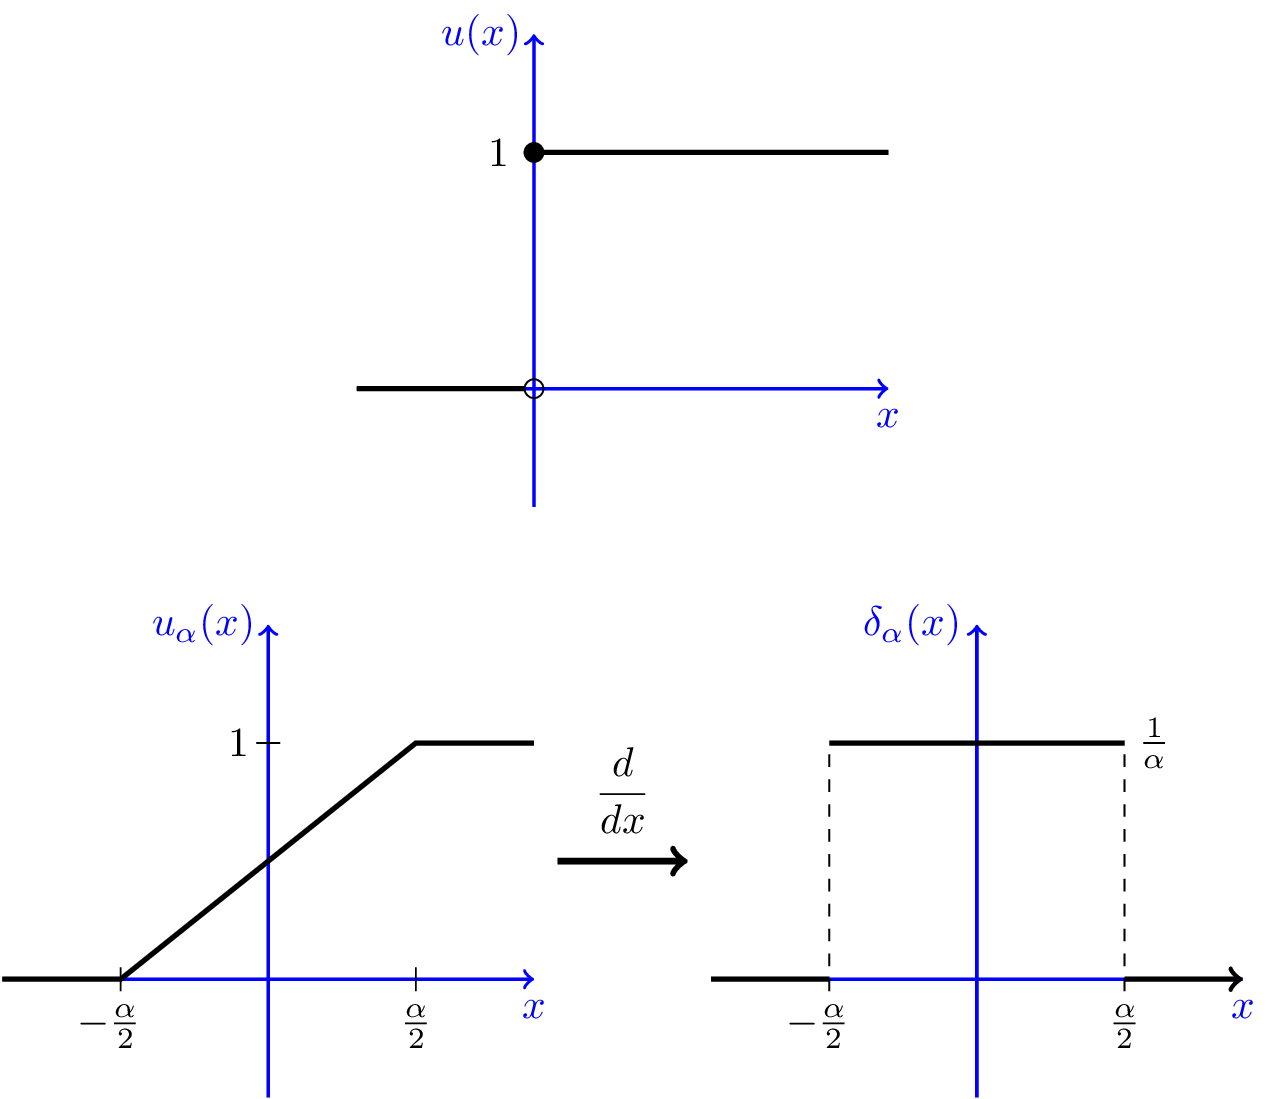 u(x)
1
x
u_α(x)
δ_α(x)
1
d/dx
1/α
x
x
-α/2
α/2
-α/2
α/2